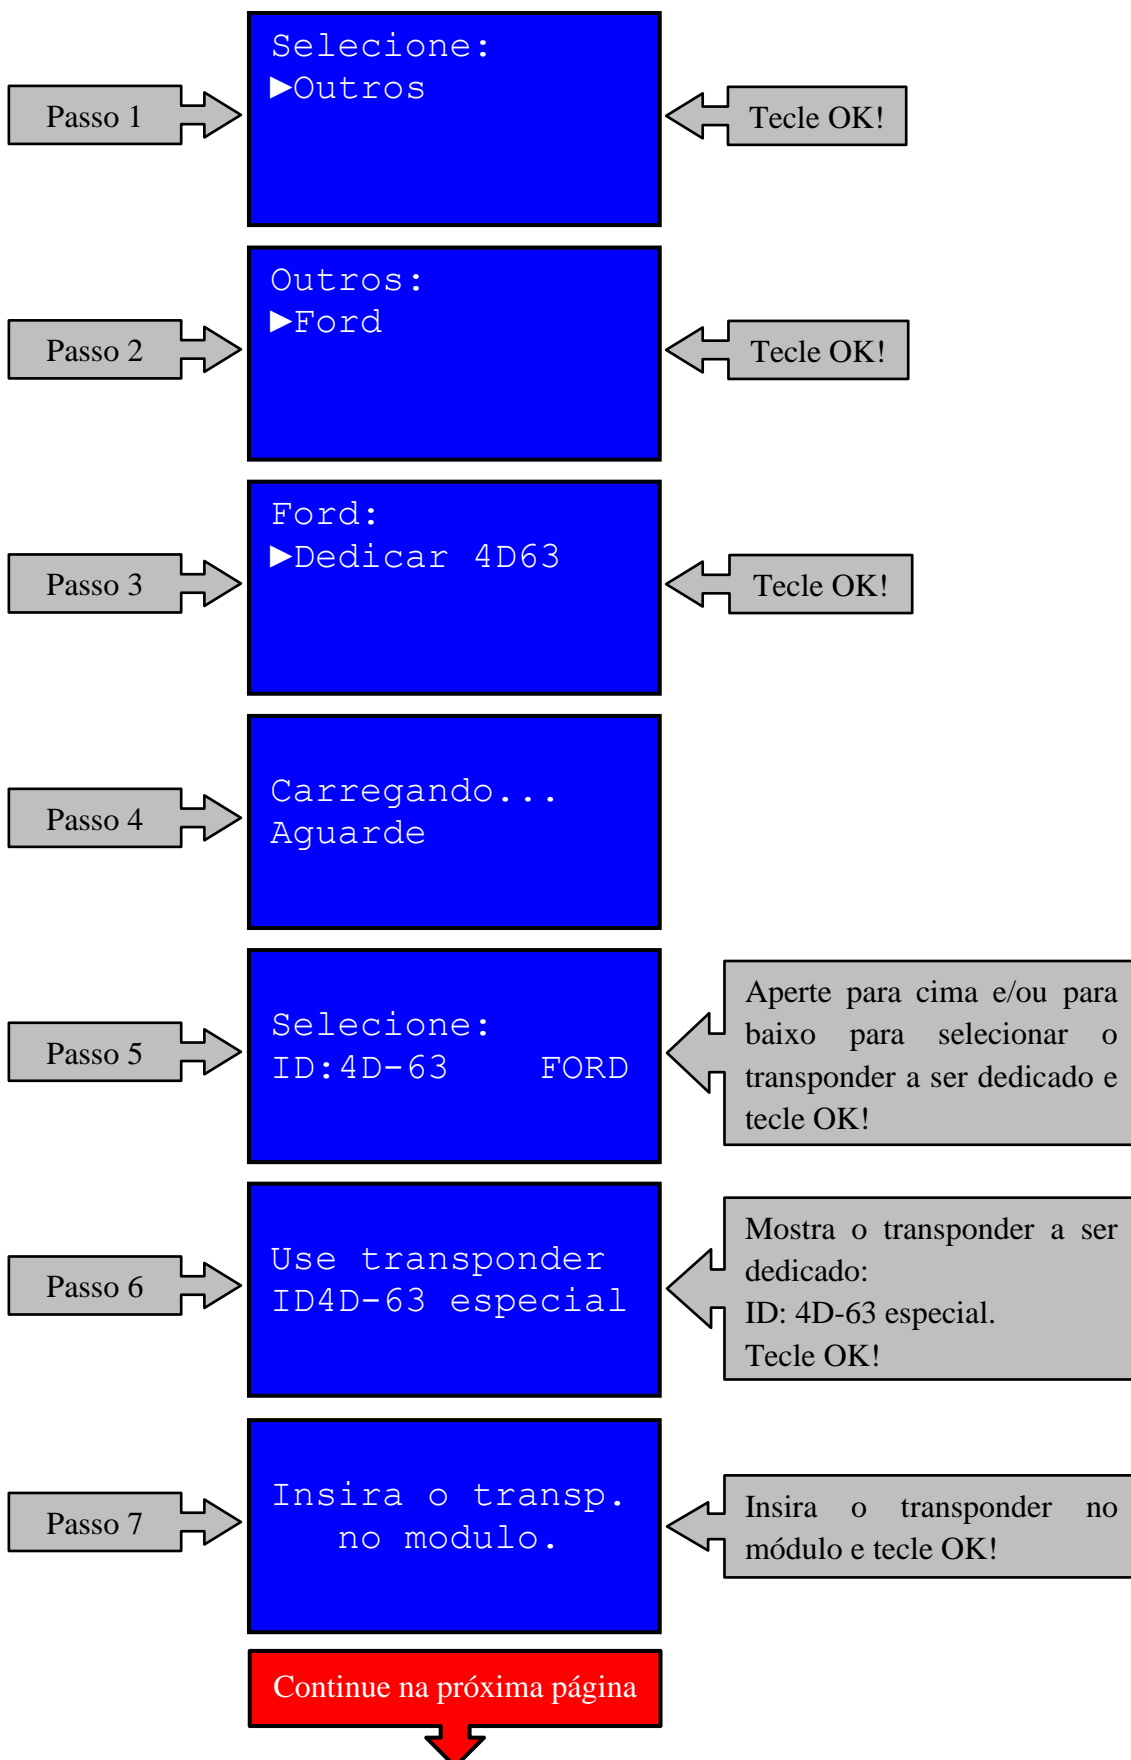 Passo 1
Selecione:
►Outros
Tecle OK!
Passo 2
Outros:
►Ford
Tecle OK!
Passo 3
Ford:
►Dedicar 4D63
Tecle OK!
Passo 4
Carregando...
Aguarde
Passo 5
Selecione:
ID:4D-63 FORD
Aperte para cima e/ou para
baixo para selecionar o
transponder a ser dedicado e
tecle OK!
Passo 6
Use transponder
ID4D-63 especial
Mostra o transponder a ser
dedicado:
ID: 4D-63 especial.
Tecle OK!
Passo 7
Insira o transp.
no modulo.
Insira o transponder no
módulo e tecle OK!
Continue na próxima página